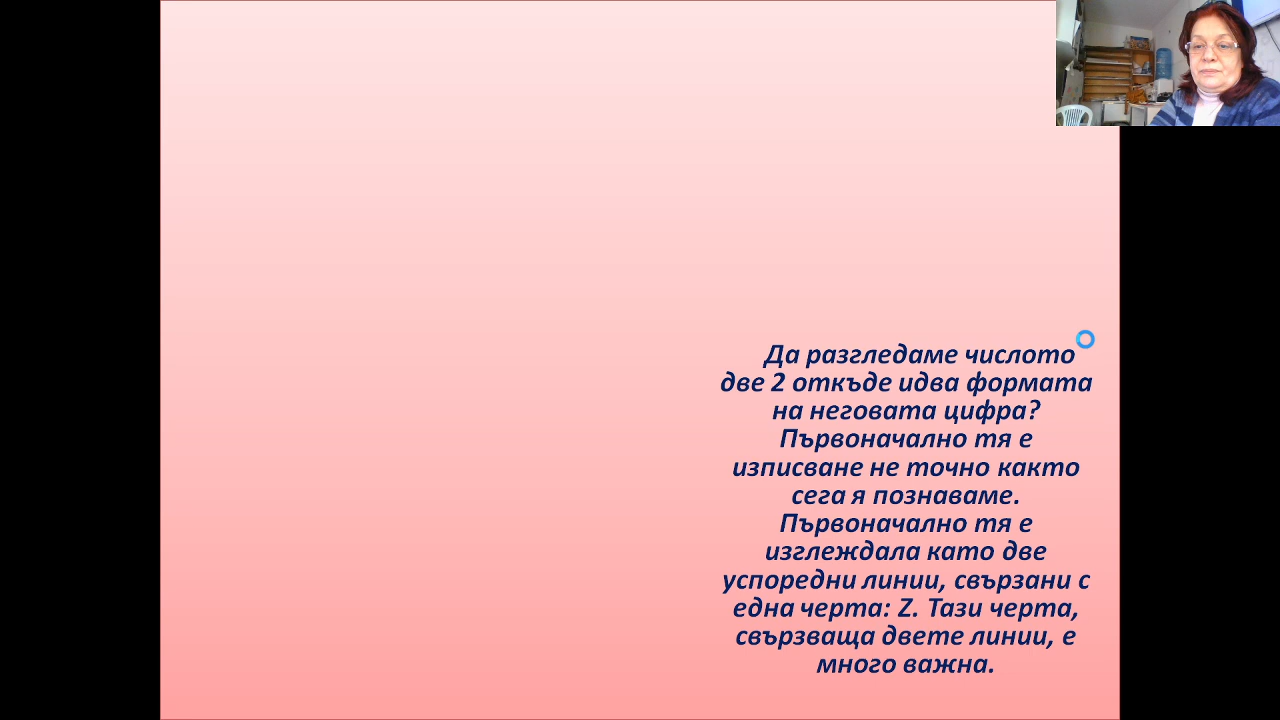 Да разгледаме числото
две 2 откъде идва формата
на неговата цифра?
Първоначално тя е
изписване не точно както
сега я познаваме.
Първоначално тя е
изглеждала като две
успоредни линии, свързани с
една черта: Z. Тази черта,
свързваща двете линии, е
много важна.